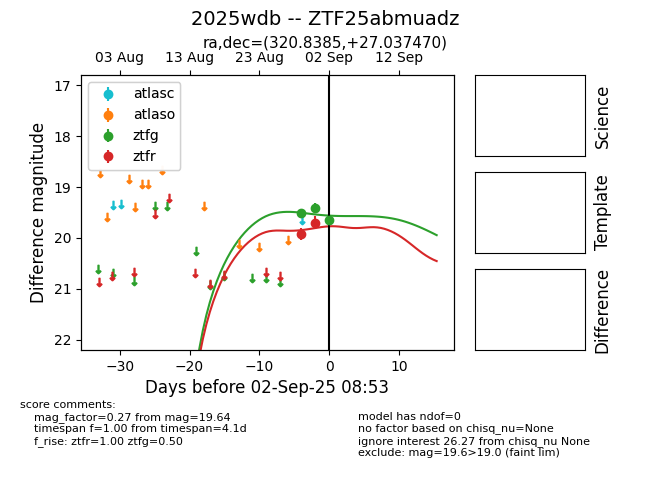 2025wdb -- ZTF25abmuadz
ra,dec=(320.8385,+27.037470)
03 Aug
13 Aug
23 Aug
02 Sep
12 Sep
17
18
19
20
21
22
Difference magnitude
atlasc
atlaso
ztfg
ztfr
−30
−20
−10
0
10
Days before 02-Sep-25 08:53
Science
Template
Difference
score comments:
mag_factor=0.27 from mag=19.64
timespan f=1.00 from timespan=4.1d
f_rise: ztfr=1.00 ztfg=0.50
model has ndof=0
no factor based on chisq_nu=None
ignore interest 26.27 from chisq_nu None
exclude: mag=19.6>19.0 (faint lim)